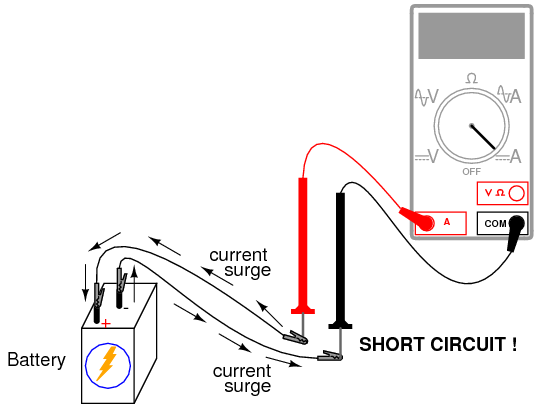 Ω
V A
V A
OFF
V Ω
A
COM
current
surge
-
+
SHORT CIRCUIT !
Battery
current
surge